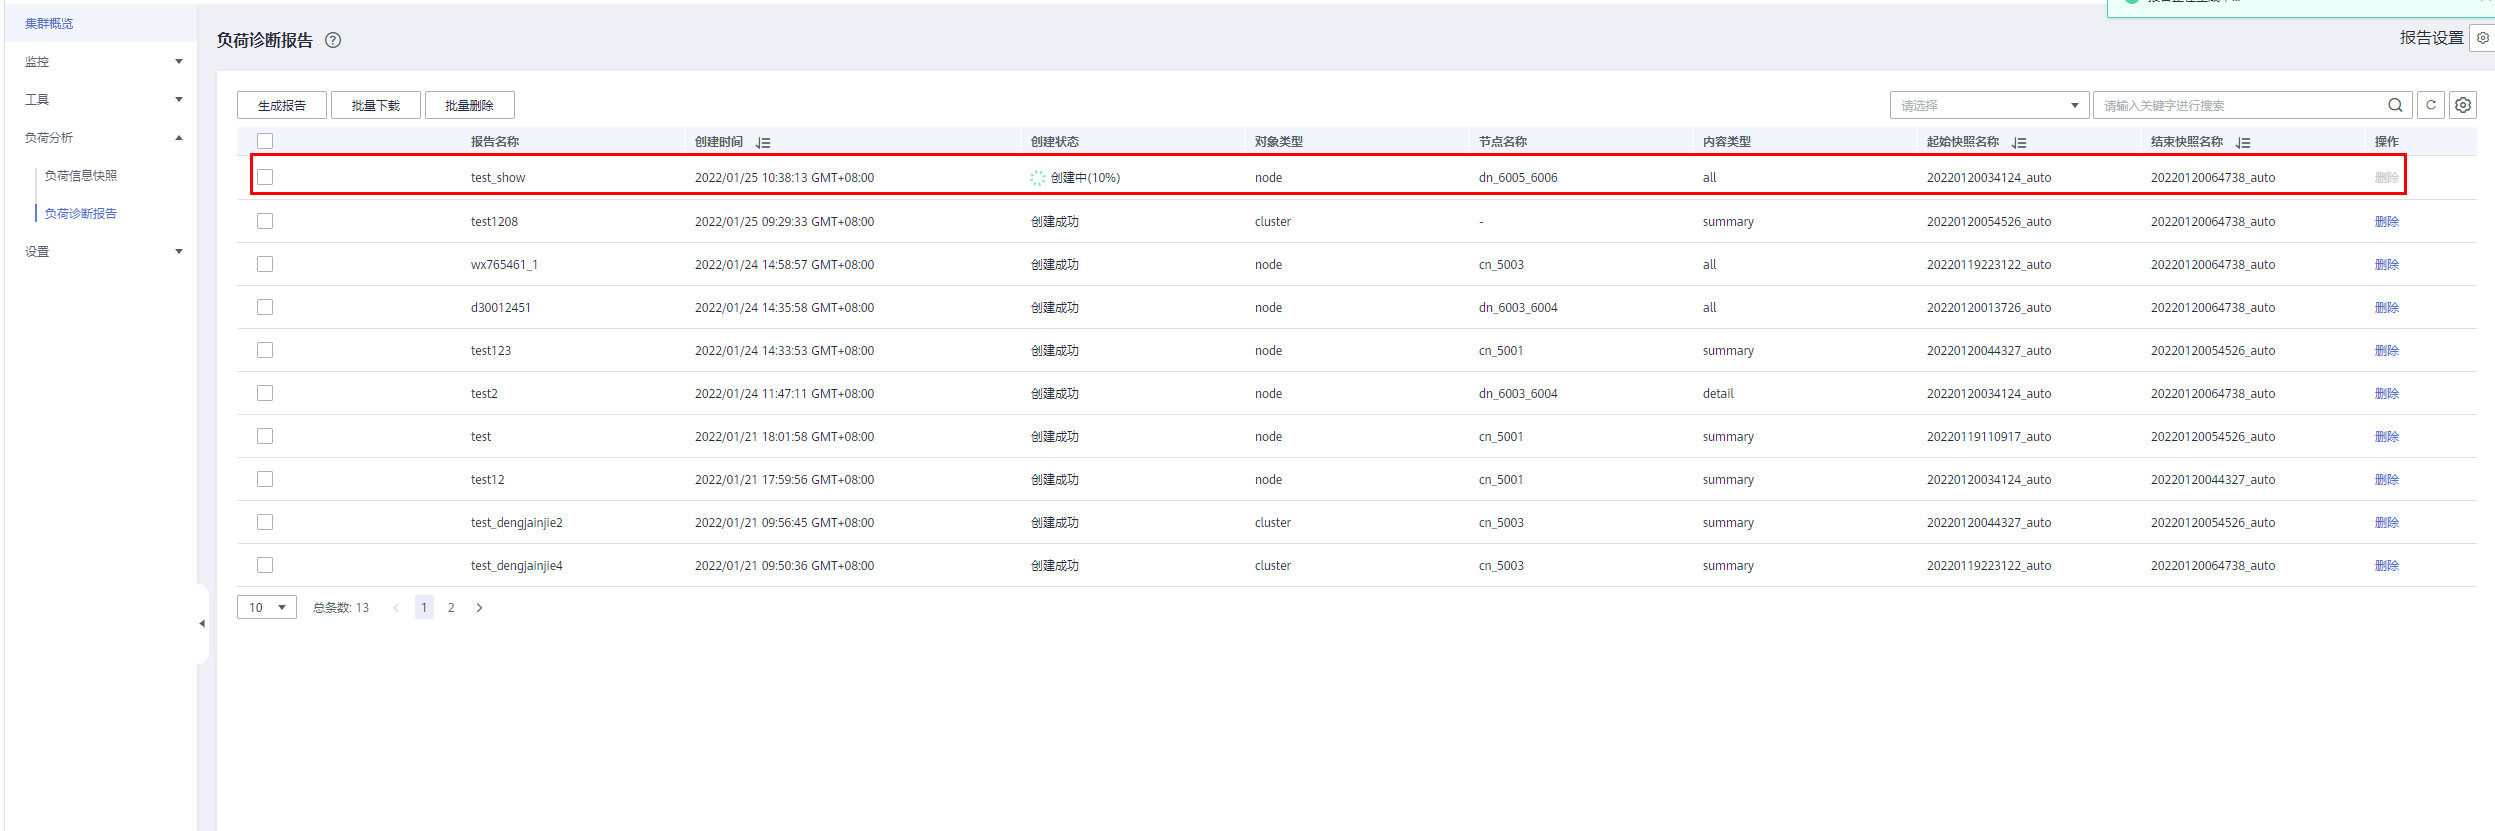 集群概览
监控
工具
负荷分析
负荷信息快照
负荷诊断报告
设置
负荷诊断报告
报告设置
生成报告 批量下载 批量删除 请选择 请输入关键字进行搜索
报告名称 创建时间 创建状态 对象类型 节点名称 内容类型 起始快照名称 结束快照名称 操作
test_show 2022/01/25 10:38:13 GMT+08:00 创建中(10%) node dn_6005_6006 all 20220120034124_auto 20220120064738_auto 删除
test1208 2022/01/25 09:29:33 GMT+08:00 创建成功 cluster - summary 20220120054526_auto 20220120064738_auto 删除
wx765461_1 2022/01/24 14:58:57 GMT+08:00 创建成功 node cn_5003 all 20220119223122_auto 20220120064738_auto 删除
d30012451 2022/01/24 14:35:58 GMT+08:00 创建成功 node dn_6003_6004 all 20220120013726_auto 20220120064738_auto 删除
test123 2022/01/24 14:33:53 GMT+08:00 创建成功 node cn_5001 summary 20220120044327_auto 20220120054526_auto 删除
test2 2022/01/24 11:47:11 GMT+08:00 创建成功 node dn_6003_6004 detail 20220120034124_auto 20220120064738_auto 删除
test 2022/01/21 18:01:58 GMT+08:00 创建成功 node cn_5001 summary 20220119110917_auto 20220120054526_auto 删除
test12 2022/01/21 17:59:56 GMT+08:00 创建成功 node cn_5001 summary 20220120034124_auto 20220120044327_auto 删除
test_dengjainjie2 2022/01/21 09:56:45 GMT+08:00 创建成功 cluster cn_5003 summary 20220120044327_auto 20220120054526_auto 删除
test_dengjainjie4 2022/01/21 09:50:36 GMT+08:00 创建成功 cluster cn_5003 summary 20220119223122_auto 20220120064738_auto 删除
10 总条数: 13 1 2